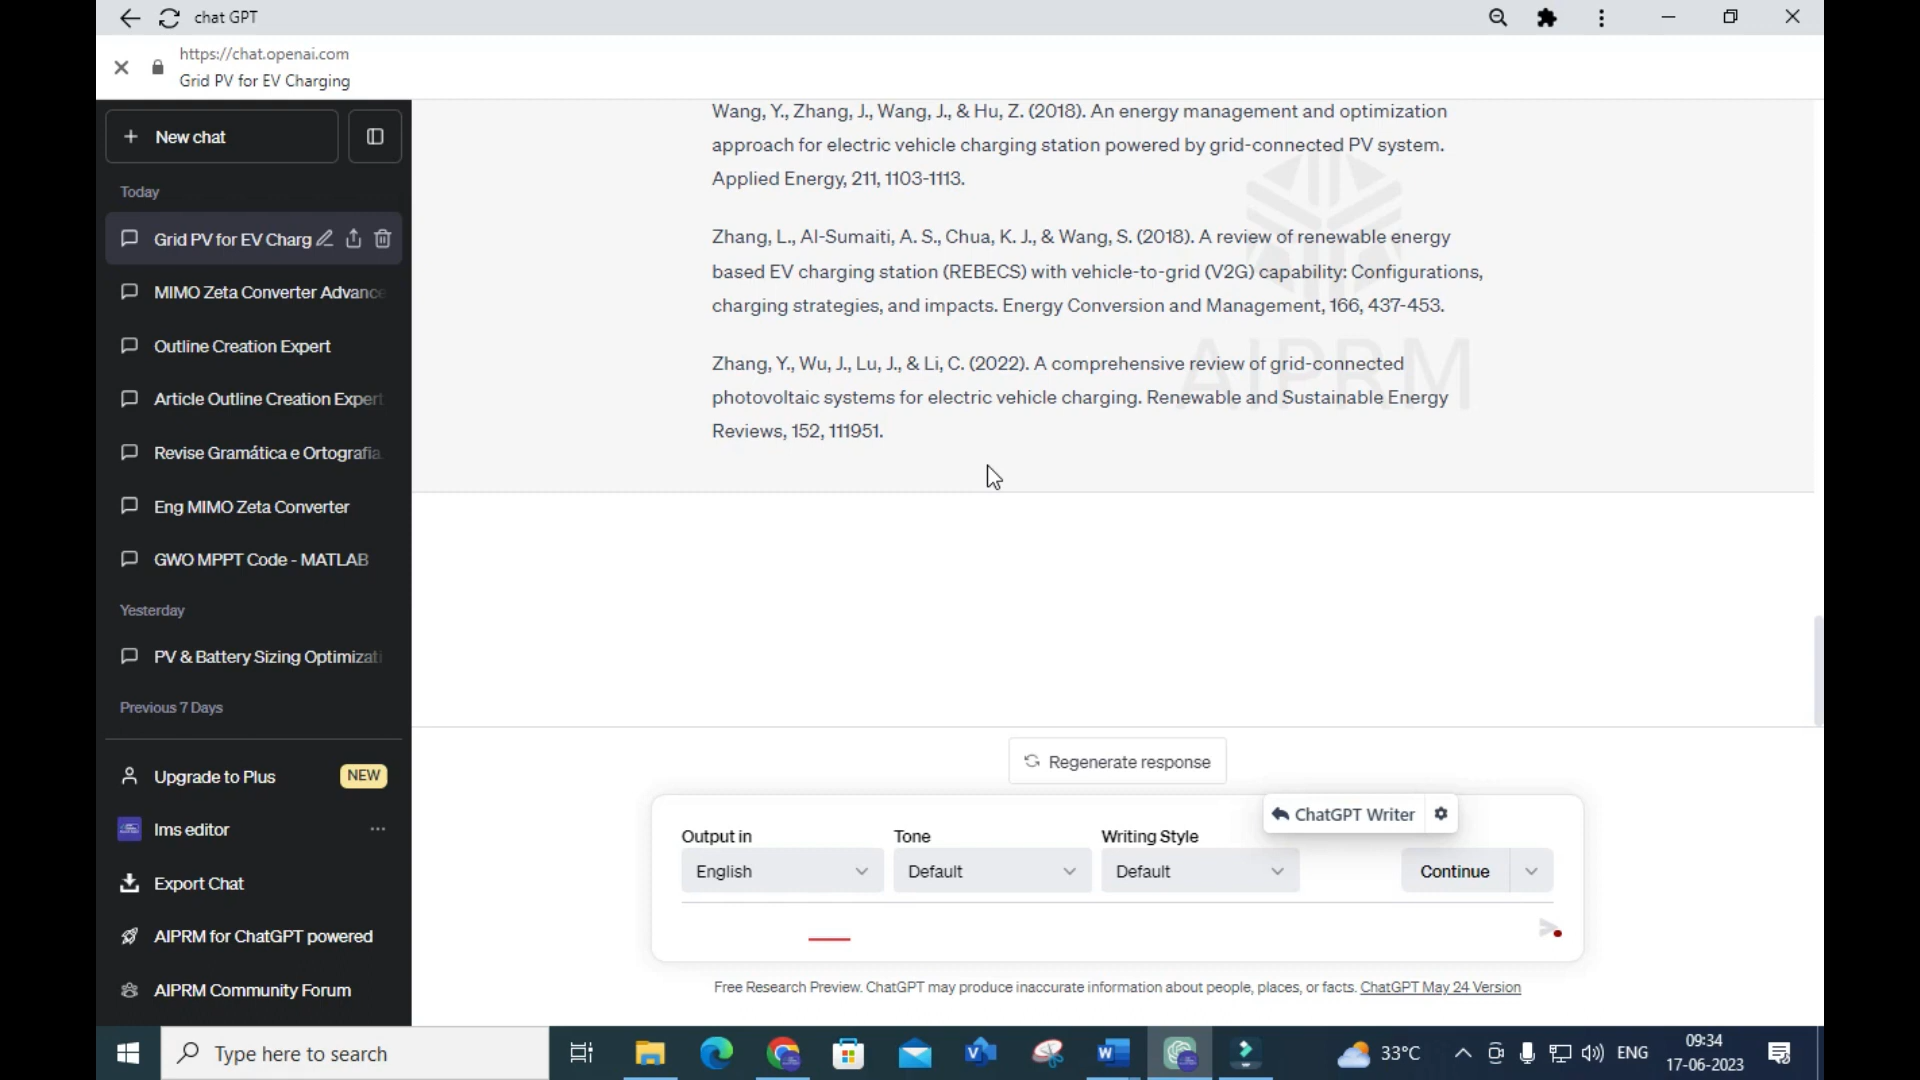 chat GPT
https://chat.openai.com
Grid PV for EV Charging
New chat
Today
Grid PV for EV Charg
MIMO Zeta Converter Advance
Outline Creation Expert
Article Outline Creation Expert
Revise Gramática e Ortografia.
Eng MIMO Zeta Converter
GWO MPPT Code - MATLAB
Yesterday
PV & Battery Sizing Optimizati
Previous 7 Days
Upgrade to Plus
NEW
lms editor
Export Chat
AIPRM for ChatGPT powered
AIPRM Community Forum
Wang, Y., Zhang, J., Wang, J., & Hu, Z. (2018). An energy management and optimization
approach for electric vehicle charging station powered by grid-connected PV system.
Applied Energy, 211, 1103-1113.
Zhang, L., Al-Sumaiti, A. S., Chua, K. J., & Wang, S. (2018). A review of renewable energy
based EV charging station (REBECS) with vehicle-to-grid (V2G) capability: Configurations,
charging strategies, and impacts. Energy Conversion and Management, 166, 437-453.
Zhang, Y., Wu, J., Lu, J., & Li, C. (2022). A comprehensive review of grid-connected
photovoltaic systems for electric vehicle charging. Renewable and Sustainable Energy
Reviews, 152, 111951.
AIPRM
Regenerate response
ChatGPT Writer
Output in
Tone
Writing Style
English
Default
Default
Continue
Free Research Preview. ChatGPT may produce inaccurate information about people, places, or facts. ChatGPT May 24 Version
Type here to search
33°C
ENG
09:34
17-06-2023